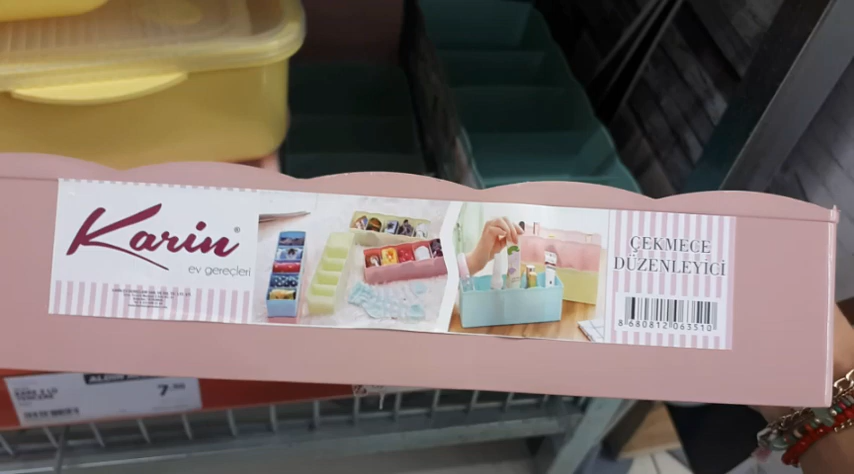 Karin®
ev gereçleri
ÇEKMECE
DÜZENLEYİCİ
8 680812 063510